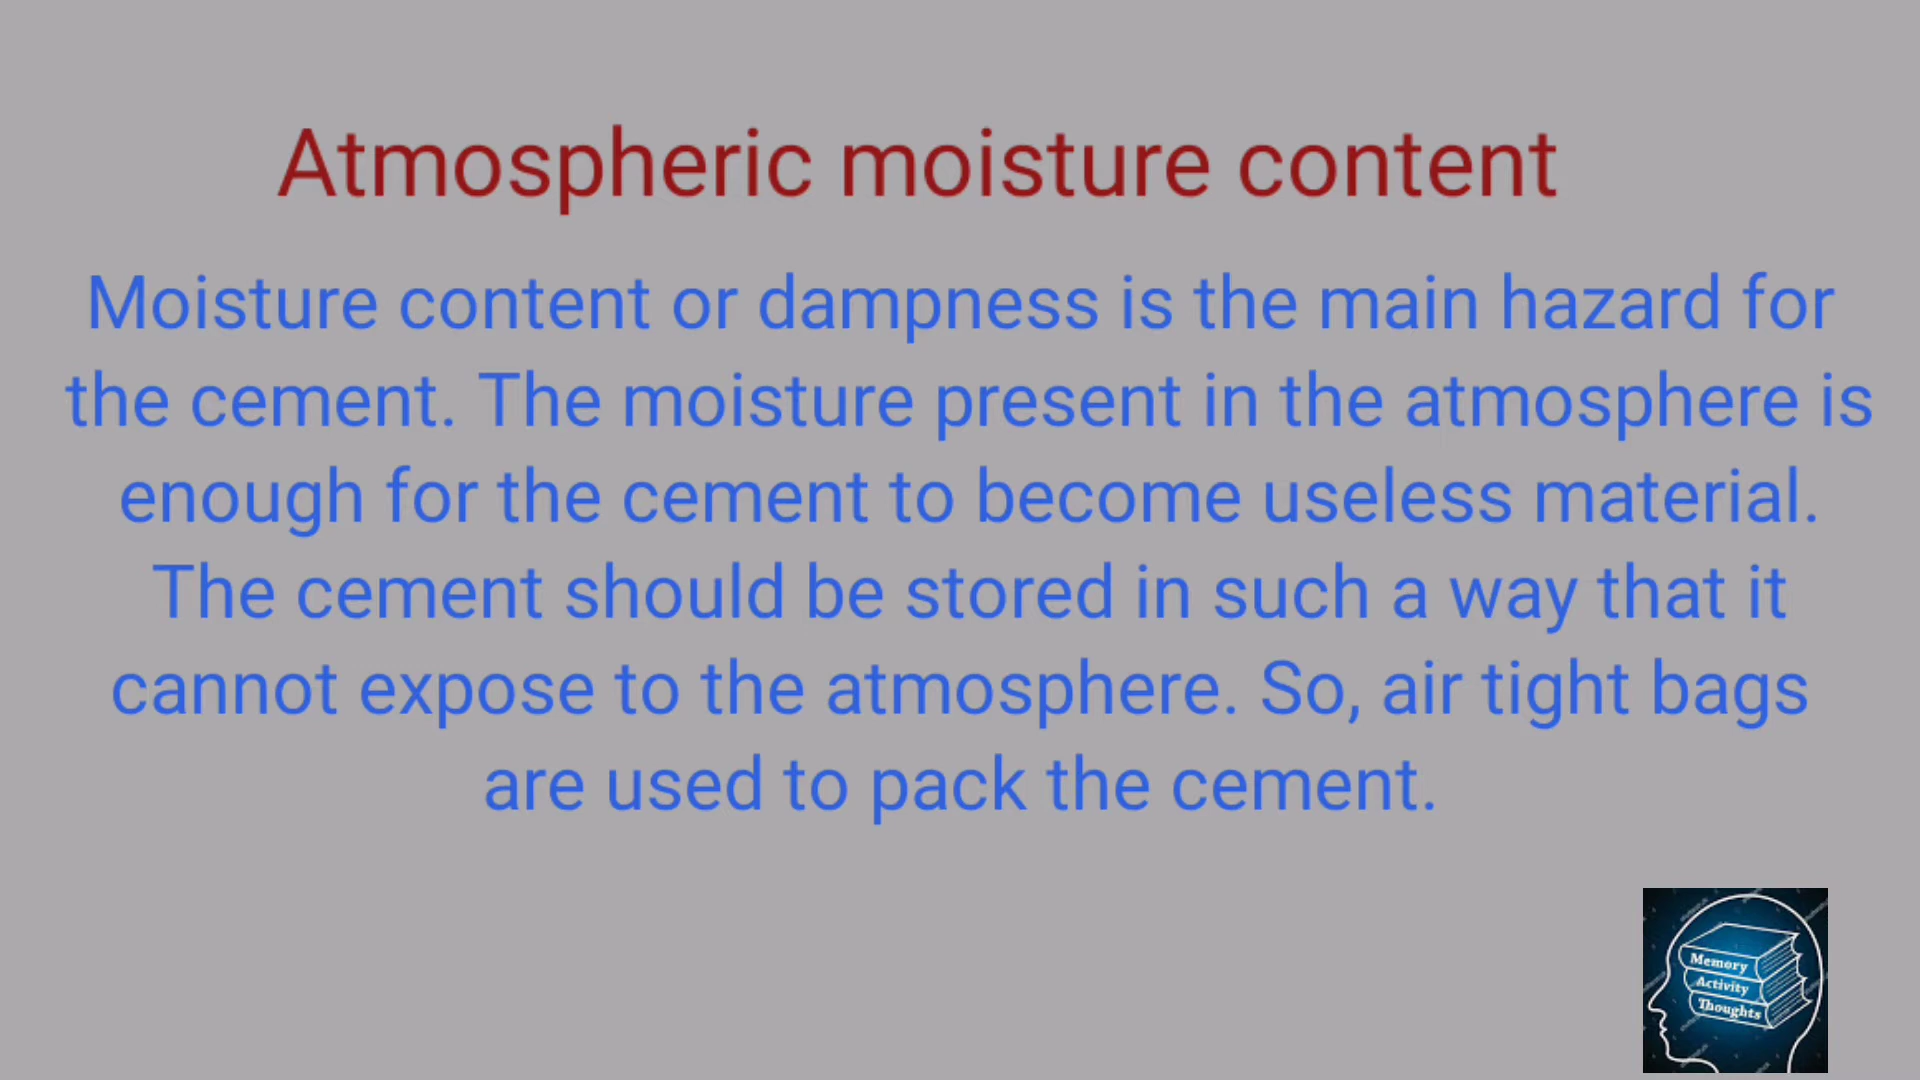 Atmospheric moisture content
Moisture content or dampness is the main hazard for
the cement. The moisture present in the atmosphere is
enough for the cement to become useless material.
The cement should be stored in such a way that it
cannot expose to the atmosphere. So, air tight bags
are used to pack the cement.
Memory
Activity
Thoughts